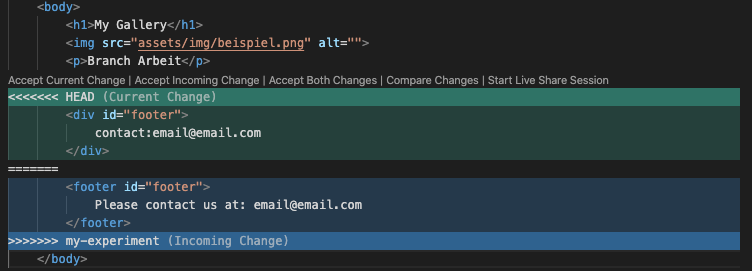 <body>
<h1>My Gallery</h1>
<img src="assets/img/beispiel.png" alt="">
<p>Branch Arbeit</p>
Accept Current Change | Accept Incoming Change | Accept Both Changes | Compare Changes | Start Live Share Session
<<<<<<< HEAD (Current Change)
<div id="footer">
contact:email@email.com
</div>
=======
<footer id="footer">
Please contact us at: email@email.com
</footer>
>>>>>>> my-experiment (Incoming Change)
</body>